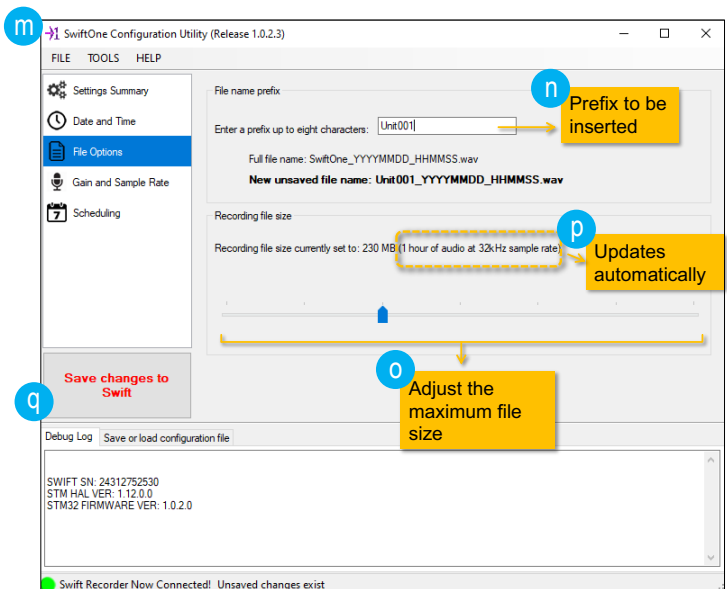 m
SwiftOne Configuration Utility (Release 1.0.2.3)
FILE TOOLS HELP
Settings Summary
Date and Time
File Options
Gain and Sample Rate
7
Scheduling
File name prefix
n
Prefix to be
inserted
Enter a prefix up to eight characters: Unit001
Full file name: SwiftOne_YYYYMMDD_HHMMSS.wav
New unsaved file name: Unit001_YYYYMMDD_HHMMSS.wav
Recording file size
p
Recording file size currently set to: 230 MB (1 hour of audio at 32kHz sample rate)
Updates
automatically
o
Adjust the
maximum file
size
Save changes to
Swift
q
Debug Log Save or load configuration file
SWIFT SN: 24312752530
STM HAL VER: 1.12.0.0
STM32 FIRMWARE VER: 1.0.2.0
Swift Recorder Now Connected! Unsaved changes exist